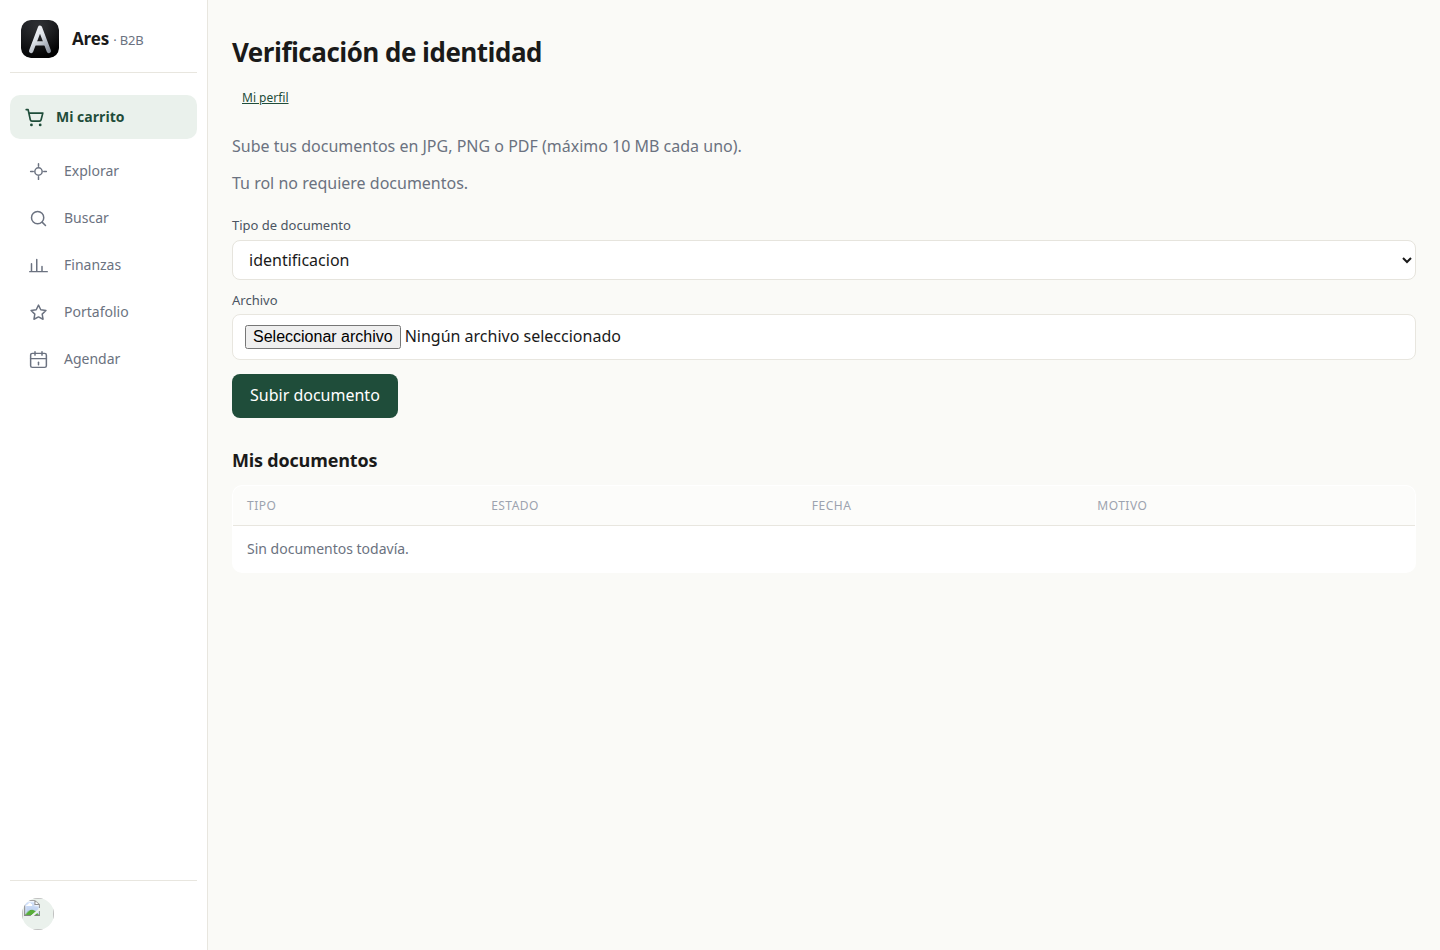 Ares · B2B
Mi carrito
Explorar
Buscar
Finanzas
Portafolio
Agendar
Verificación de identidad
Mi perfil
Sube tus documentos en JPG, PNG o PDF (máximo 10 MB cada uno).
Tu rol no requiere documentos.
Tipo de documento
identificacion
Archivo
Seleccionar archivo Ningún archivo seleccionado
Subir documento
Mis documentos
TIPO ESTADO FECHA MOTIVO
Sin documentos todavía.